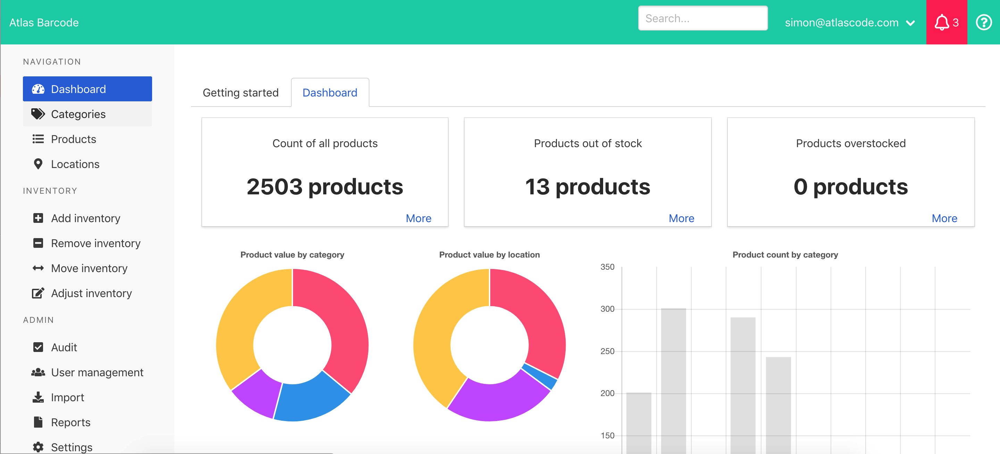 Atlas Barcode
Search...
simon@atlascode.com
3
NAVIGATION
Dashboard
Categories
Products
Locations
INVENTORY
Add inventory
Remove inventory
Move inventory
Adjust inventory
ADMIN
Audit
User management
Import
Reports
Settings
Getting started
Dashboard
Count of all products
2503 products
More
Products out of stock
13 products
More
Products overstocked
0 products
More
Product value by category
Product value by location
Product count by category
350
300
250
200
150